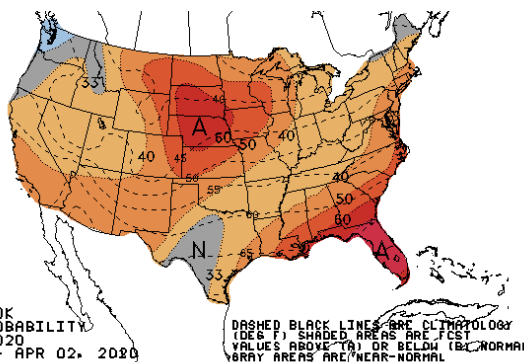 A
33
40
A
60
50
40
40
45
50
55
40
50
60
60
N
65
A
33
OK
OBABILITY
020
- APR 02, 2020
DASHED BLACK LINES ARE CLIMATOLOGY
(DEG F) SHADED AREAS ARE FCST
VALUES ABOVE (A) OR BELOW (B) NORMA
GRAY AREAS ARE NEAR-NORMAL